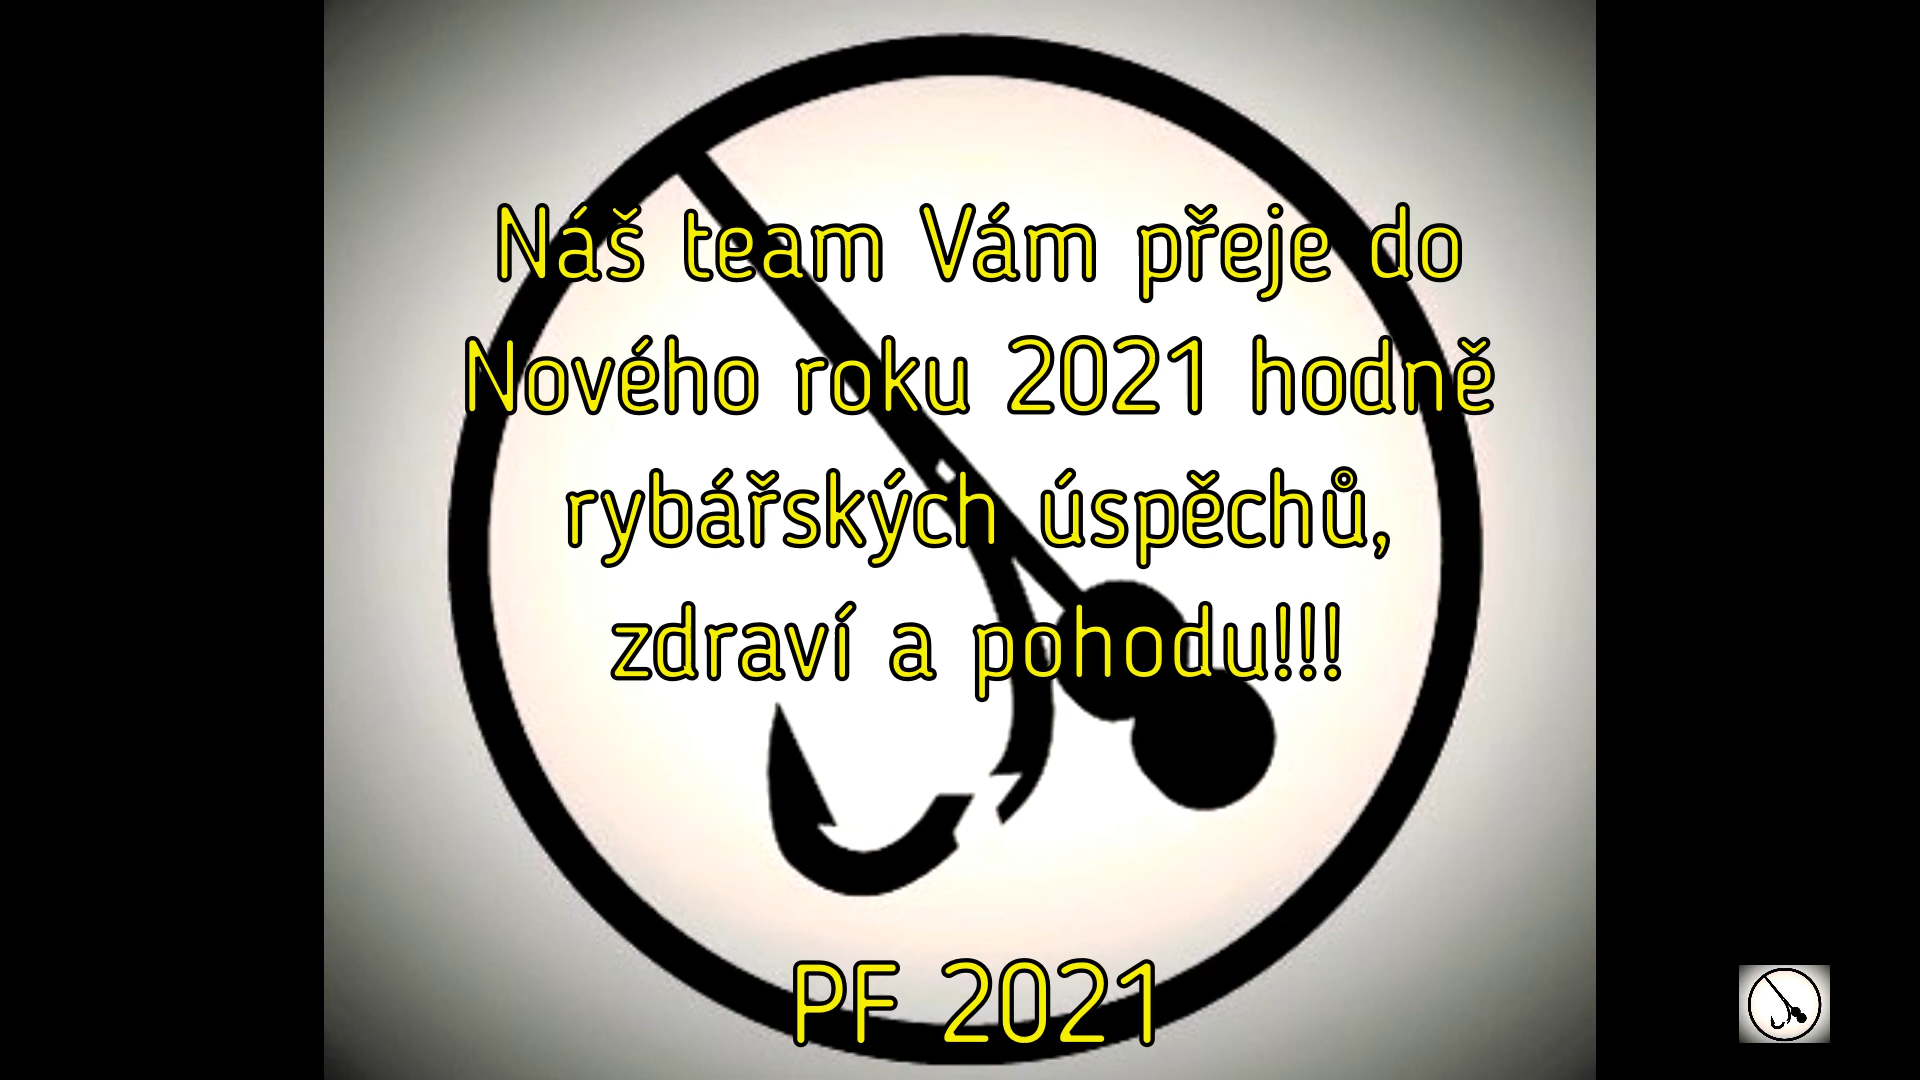 Náš team Vám přeje do
Nového roku 2021 hodně
rybářských úspěchů,
zdraví a pohodu!!!
PF 2021